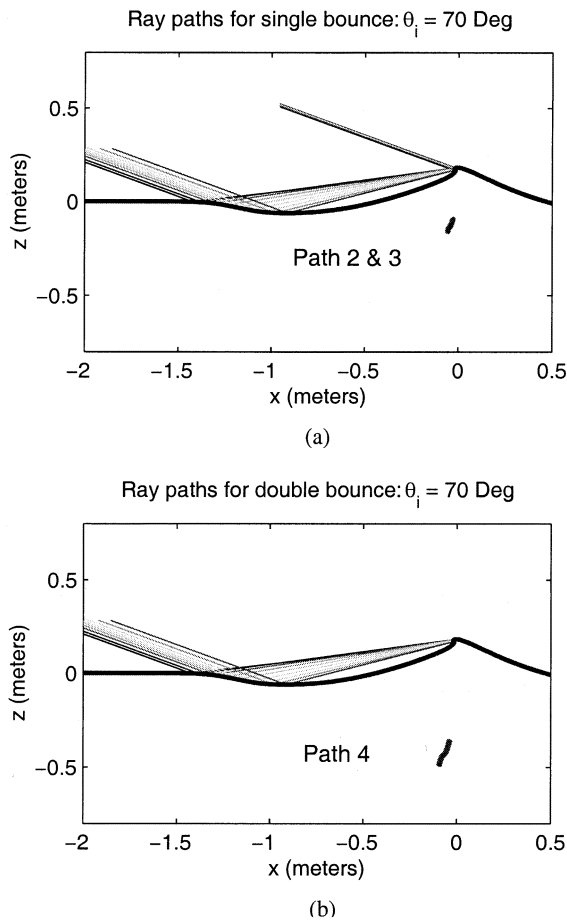 Ray paths for single bounce: θi = 70 Deg
0.5
0
−0.5
z (meters)
Path 2 & 3
−2 −1.5 −1 −0.5 0 0.5
x (meters)
(a)
Ray paths for double bounce: θi = 70 Deg
0.5
0
−0.5
z (meters)
Path 4
−2 −1.5 −1 −0.5 0 0.5
x (meters)
(b)